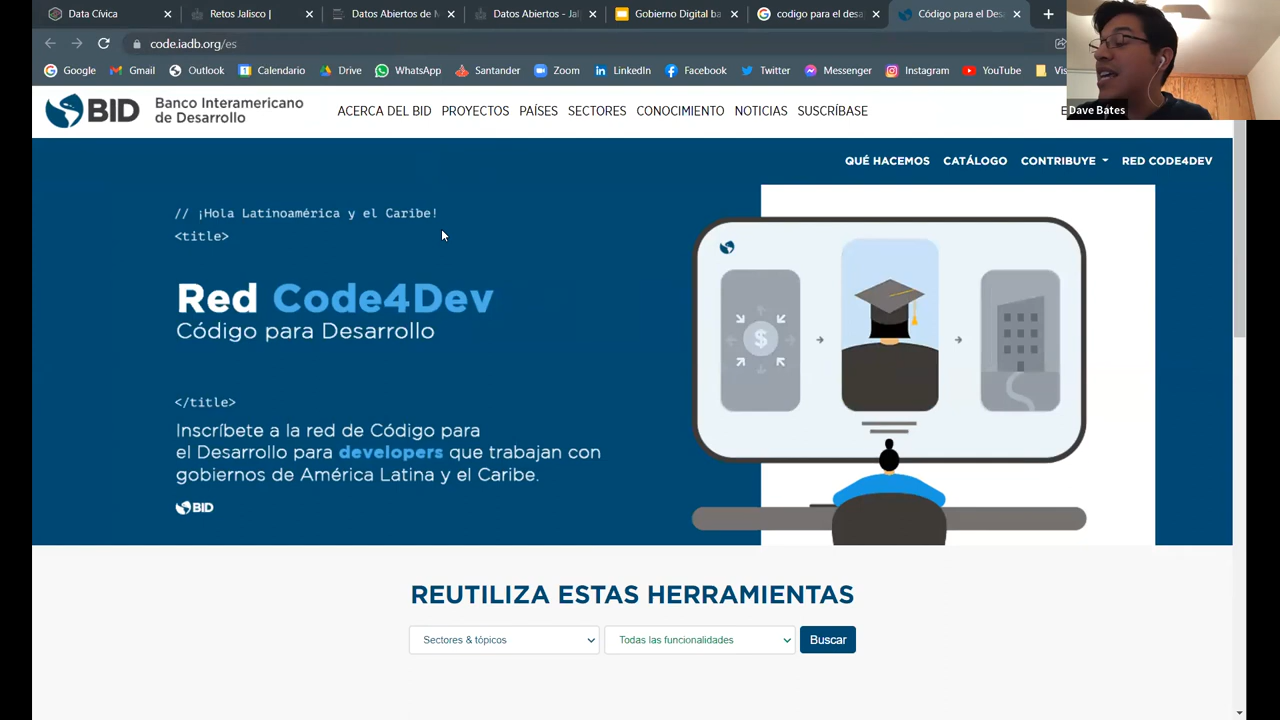 Data Cívica
Retos Jalisco |
Datos Abiertos de M
Datos Abiertos - Jal
Gobierno Digital ba
codigo para el desa
Código para el Des
code.iadb.org/es
Google
Gmail
Outlook
Calendario
Drive
WhatsApp
Santander
Zoom
LinkedIn
Facebook
Twitter
Messenger
Instagram
YouTube
Vis
Dave Bates
BID
Banco Interamericano
de Desarrollo
ACERCA DEL BID PROYECTOS PAÍSES SECTORES CONOCIMIENTO NOTICIAS SUSCRÍBASE
QUÉ HACEMOS CATÁLOGO CONTRIBUYE RED CODE4DEV
// ¡Hola Latinoamérica y el Caribe!
<title>
Red Code4Dev
Código para Desarrollo
</title>
Inscríbete a la red de Código para
el Desarrollo para developers que trabajan con
gobiernos de América Latina y el Caribe.
BID
$
REUTILIZA ESTAS HERRAMIENTAS
Sectores & tópicos
Todas las funcionalidades
Buscar